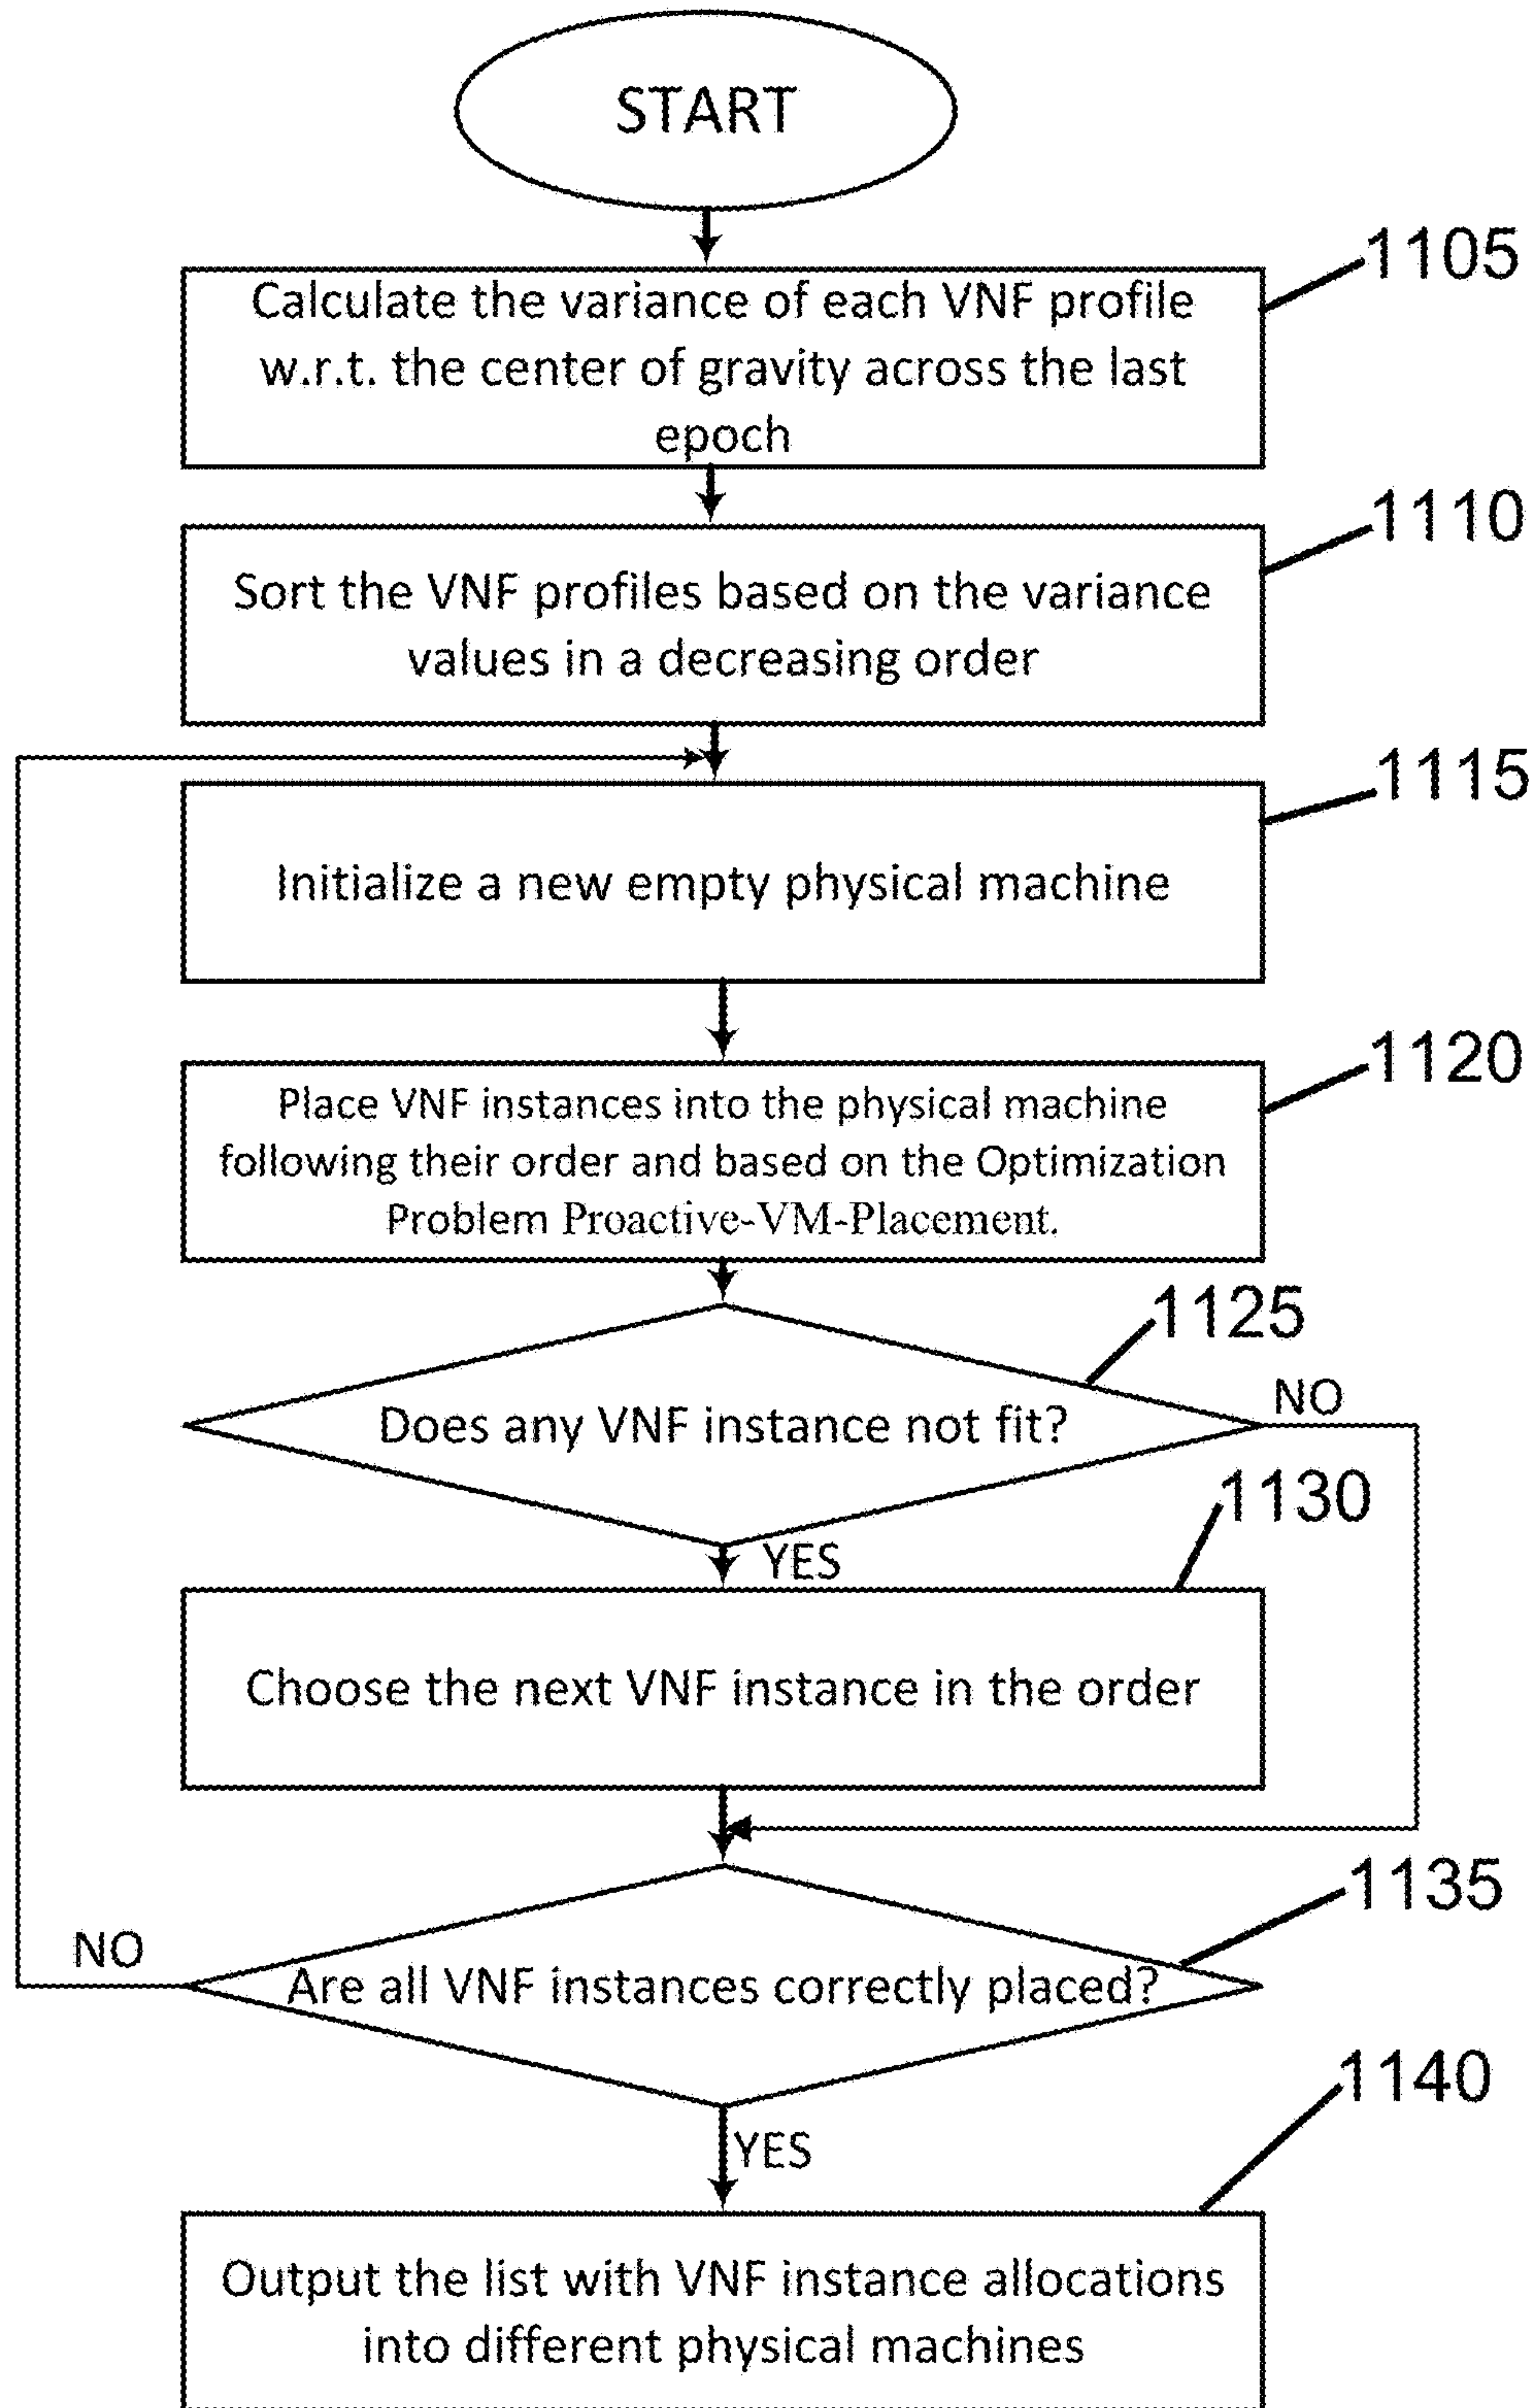 START
1105
Calculate the variance of each VNF profile
w.r.t. the center of gravity across the last
epoch
1110
Sort the VNF profiles based on the variance
values in a decreasing order
1115
Initialize a new empty physical machine
1120
Place VNF instances into the physical machine
following their order and based on the Optimization
Problem Proactive-VM-Placement.
1125
Does any VNF instance not fit?
NO
1130
YES
Choose the next VNF instance in the order
1135
NO
Are all VNF instances correctly placed?
1140
YES
Output the list with VNF instance allocations
into different physical machines